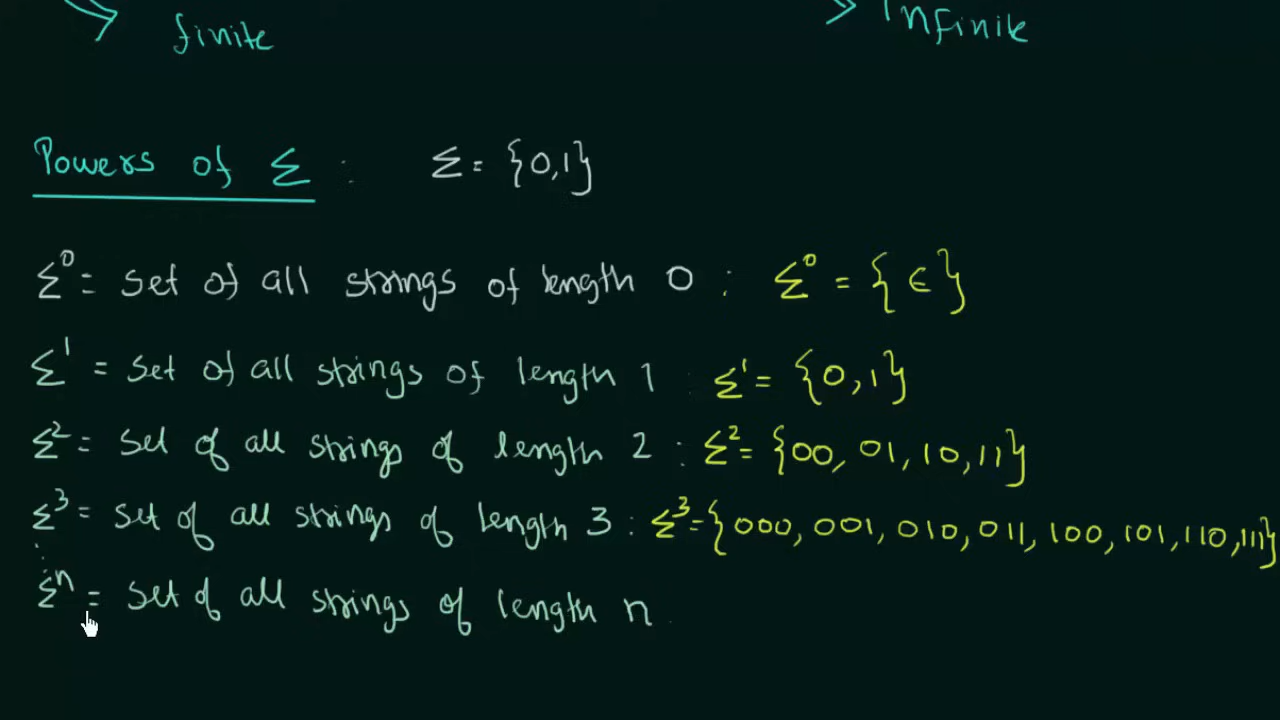 finite
Infinite
Powers of Σ : Σ = {0,1}
Σ⁰ = set of all strings of length 0 : Σ⁰ = {ϵ}
Σ¹ = set of all strings of length 1 : Σ¹ = {0,1}
Σ² = set of all strings of length 2 : Σ² = {00, 01, 10, 11}
Σ³ = set of all strings of length 3 : Σ³ = {000, 001, 010, 011, 100, 101, 110, 111}
Σⁿ = set of all strings of length n